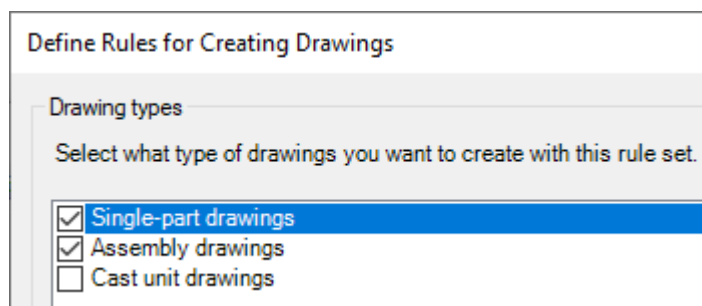 Define Rules for Creating Drawings
Drawing types
Select what type of drawings you want to create with this rule set.
Single-part drawings
Assembly drawings
Cast unit drawings